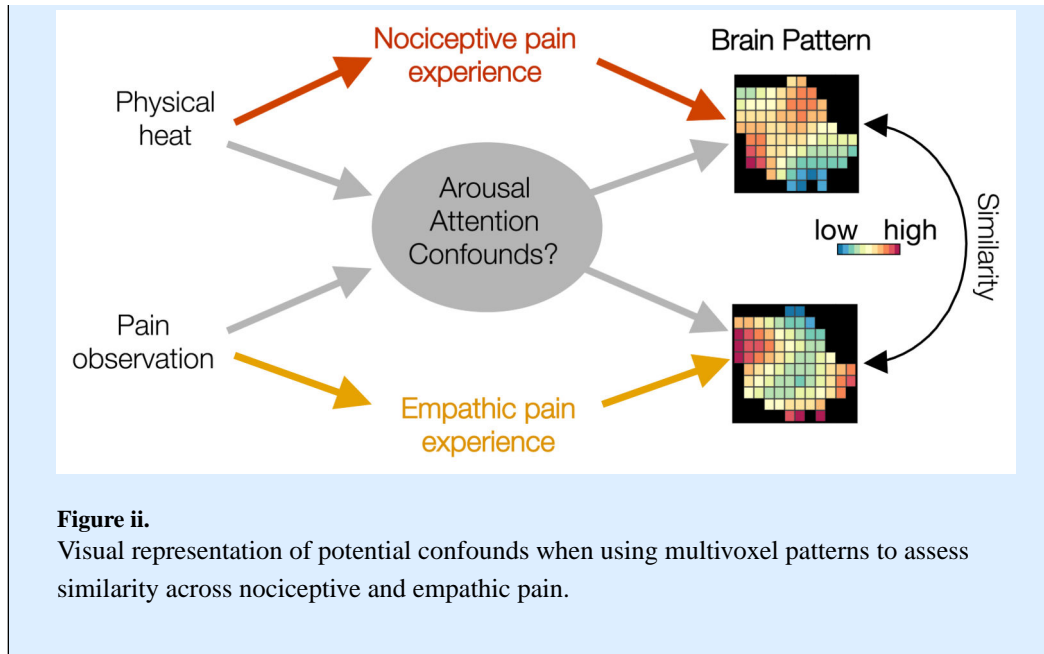 Nociceptive pain
experience
Brain Pattern
Physical
heat
Arousal
Attention
Confounds?
low high
Similarity
Pain
observation
Empathic pain
experience
Figure ii.
Visual representation of potential confounds when using multivoxel patterns to assess
similarity across nociceptive and empathic pain.